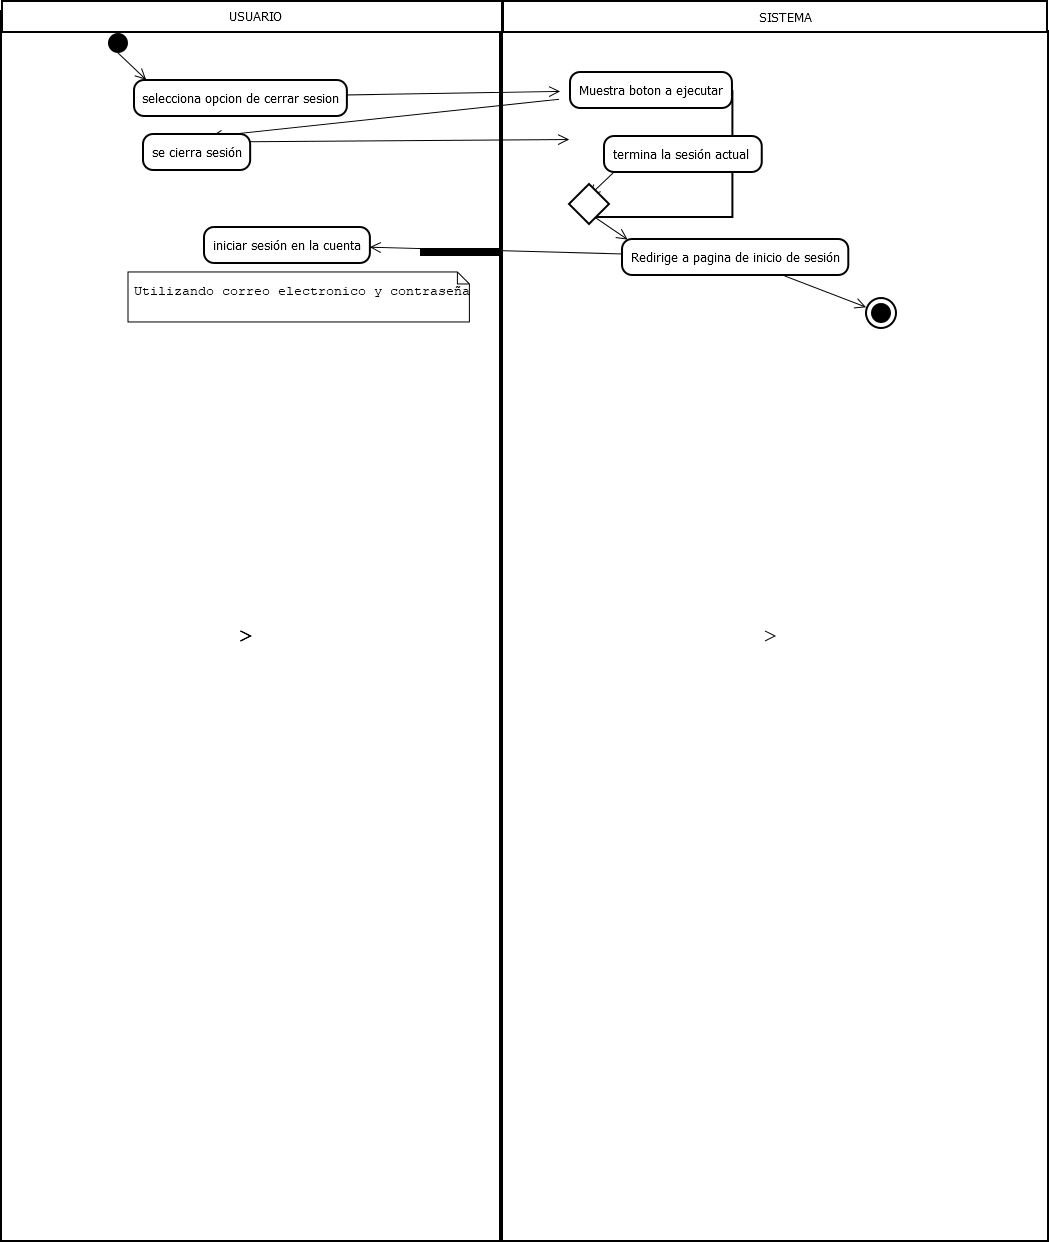 USUARIO
SISTEMA
selecciona opcion de cerrar sesion
Muestra boton a ejecutar
se cierra sesión
termina la sesión actual
iniciar sesión en la cuenta
Redirige a pagina de inicio de sesión
Utilizando correo electronico y contraseña